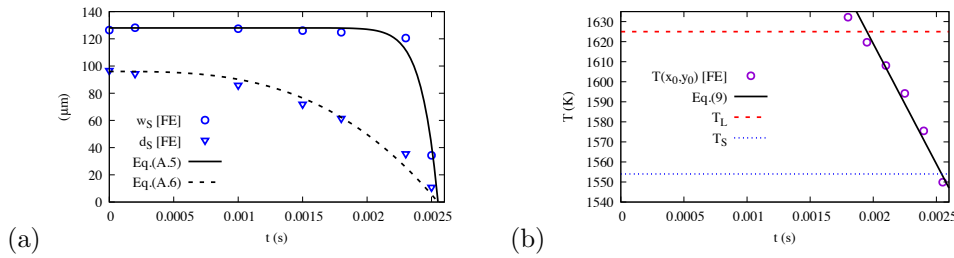 140
120
100
80
60
40
20
0
(μm)
w_S [FE]
d_S [FE]
Eq.(A.5)
Eq.(A.6)
0 0.0005 0.001 0.0015 0.002 0.0025
t (s)
(a)
1630
1620
1610
1600
1590
1580
1570
1560
1550
1540
T (K)
T(x_0,y_0) [FE]
Eq.(9)
T_L
T_S
0 0.0005 0.001 0.0015 0.002 0.0025
t (s)
(b)